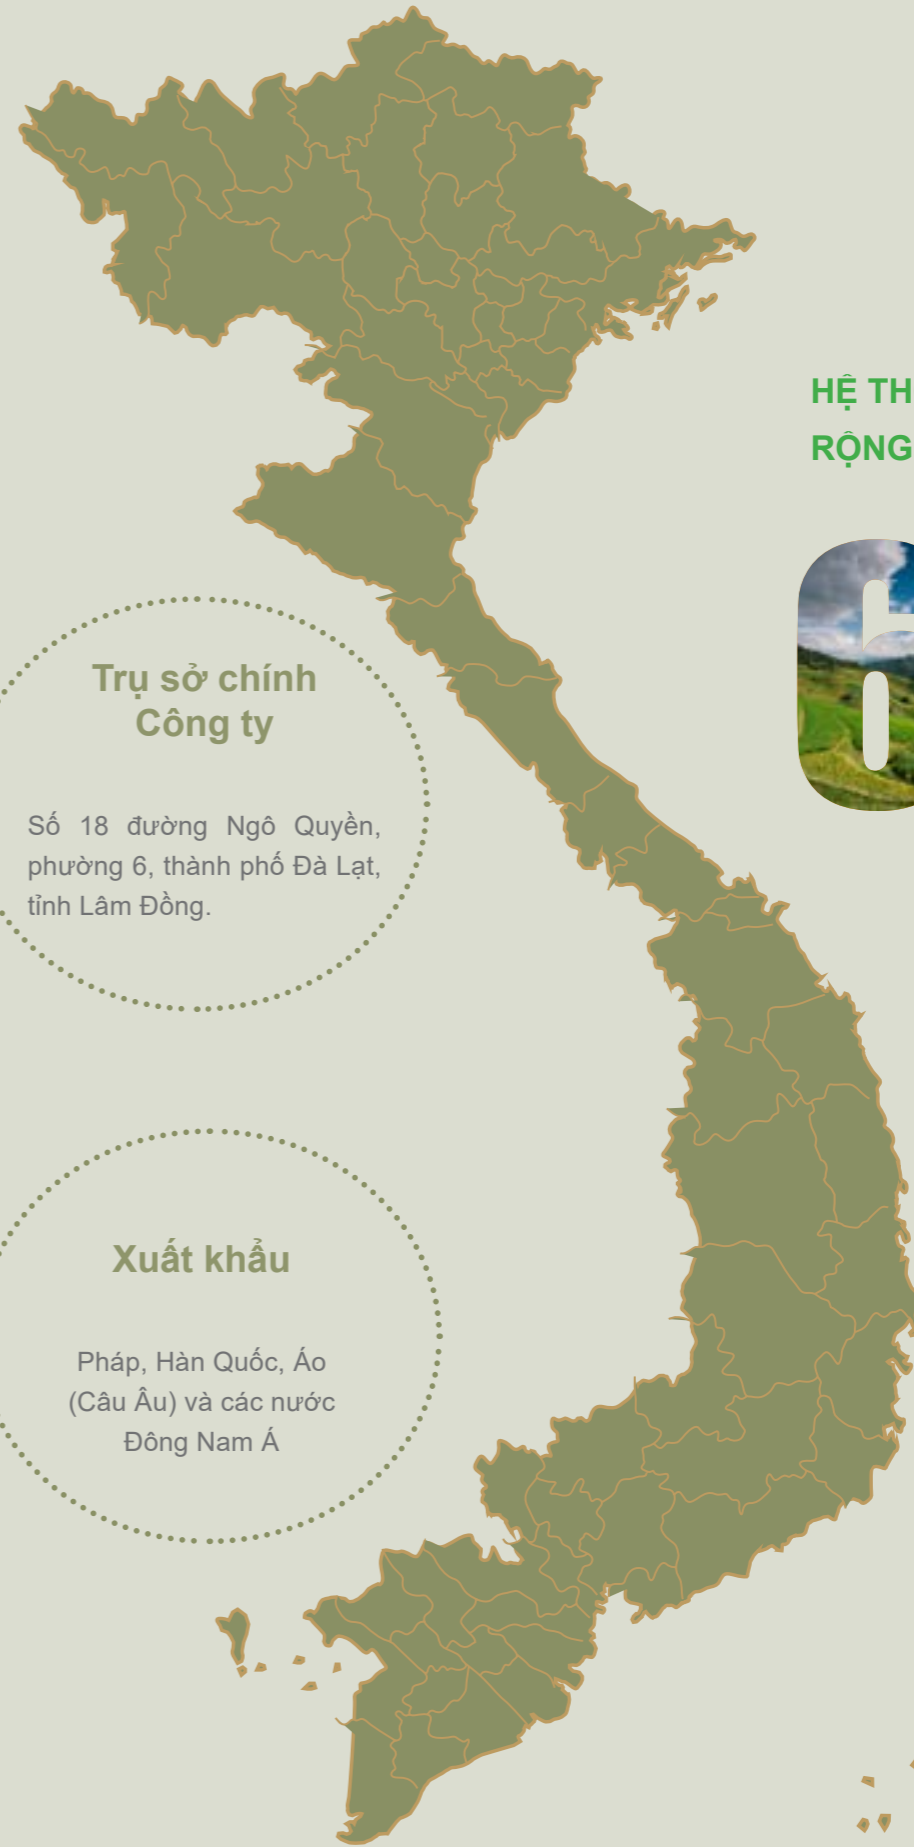 HỆ TH
RỘNG
6
Trụ sở chính
Công ty
Số 18 đường Ngô Quyền,
phường 6, thành phố Đà Lạt,
tỉnh Lâm Đồng.
Xuất khẩu
Pháp, Hàn Quốc, Áo
(Câu Âu) và các nước
Đông Nam Á